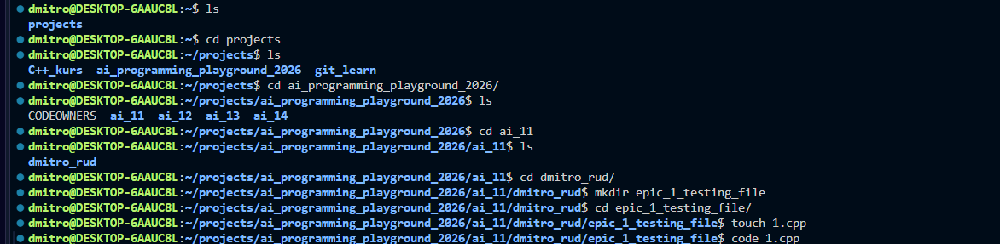 dmitro@DESKTOP-6AAUC8L:~$ ls
projects
dmitro@DESKTOP-6AAUC8L:~$ cd projects
dmitro@DESKTOP-6AAUC8L:~/projects$ ls
C++_kurs  ai_programming_playground_2026  git_learn
dmitro@DESKTOP-6AAUC8L:~/projects$ cd ai_programming_playground_2026/
dmitro@DESKTOP-6AAUC8L:~/projects/ai_programming_playground_2026$ ls
CODEOWNERS  ai_11  ai_12  ai_13  ai_14
dmitro@DESKTOP-6AAUC8L:~/projects/ai_programming_playground_2026$ cd ai_11
dmitro@DESKTOP-6AAUC8L:~/projects/ai_programming_playground_2026/ai_11$ ls
dmitro_rud
dmitro@DESKTOP-6AAUC8L:~/projects/ai_programming_playground_2026/ai_11$ cd dmitro_rud/
dmitro@DESKTOP-6AAUC8L:~/projects/ai_programming_playground_2026/ai_11/dmitro_rud$ mkdir epic_1_testing_file
dmitro@DESKTOP-6AAUC8L:~/projects/ai_programming_playground_2026/ai_11/dmitro_rud$ cd epic_1_testing_file/
dmitro@DESKTOP-6AAUC8L:~/projects/ai_programming_playground_2026/ai_11/dmitro_rud/epic_1_testing_file$ touch 1.cpp
dmitro@DESKTOP-6AAUC8L:~/projects/ai_programming_playground_2026/ai_11/dmitro_rud/epic_1_testing_file$ code 1.cpp